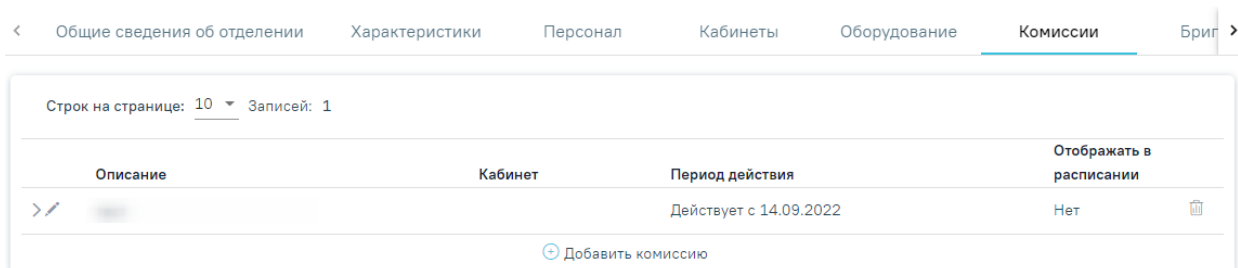 Общие сведения об отделении Характеристики Персонал Кабинеты Оборудование Комиссии Бриг
Строк на странице: 10 Записей: 1
Отображать в
Описание Кабинет Период действия расписании
Действует с 14.09.2022 Нет
Добавить комиссию